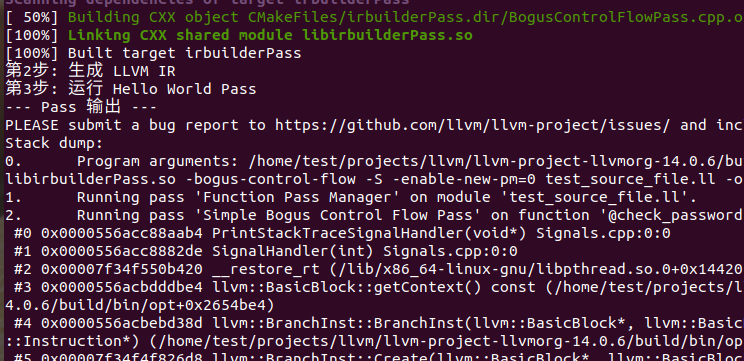 Scanning dependencies of target irbuilderPass
[ 50%] Building CXX object CMakeFiles/irbuilderPass.dir/BogusControlFlowPass.cpp.o
[100%] Linking CXX shared module libirbuilderPass.so
[100%] Built target irbuilderPass
第2步: 生成 LLVM IR
第3步: 运行 Hello World Pass
--- Pass 输出 ---
PLEASE submit a bug report to https://github.com/llvm/llvm-project/issues/ and inc
Stack dump:
0. Program arguments: /home/test/projects/llvm/llvm-project-llvmorg-14.0.6/bu
libirbuilderPass.so -bogus-control-flow -S -enable-new-pm=0 test_source_file.ll -o
1. Running pass 'Function Pass Manager' on module 'test_source_file.ll'.
2. Running pass 'Simple Bogus Control Flow Pass' on function '@check_password
#0 0x0000556acc88aab4 PrintStackTraceSignalHandler(void*) Signals.cpp:0:0
#1 0x0000556acc8882de SignalHandler(int) Signals.cpp:0:0
#2 0x00007f34f550b420 __restore_rt (/lib/x86_64-linux-gnu/libpthread.so.0+0x14420
#3 0x0000556acbdddbe4 llvm::BasicBlock::getContext() const (/home/test/projects/l
4.0.6/build/bin/opt+0x2654be4)
#4 0x0000556acbebd38d llvm::BranchInst::BranchInst(llvm::BasicBlock*, llvm::Basic
::Instruction*) (/home/test/projects/llvm/llvm-project-llvmorg-14.0.6/build/bin/op
#5 0x00007f34f4f826d8 llvm::BranchInst::Create(llvm::BasicBlock*, llvm::BasicBloc